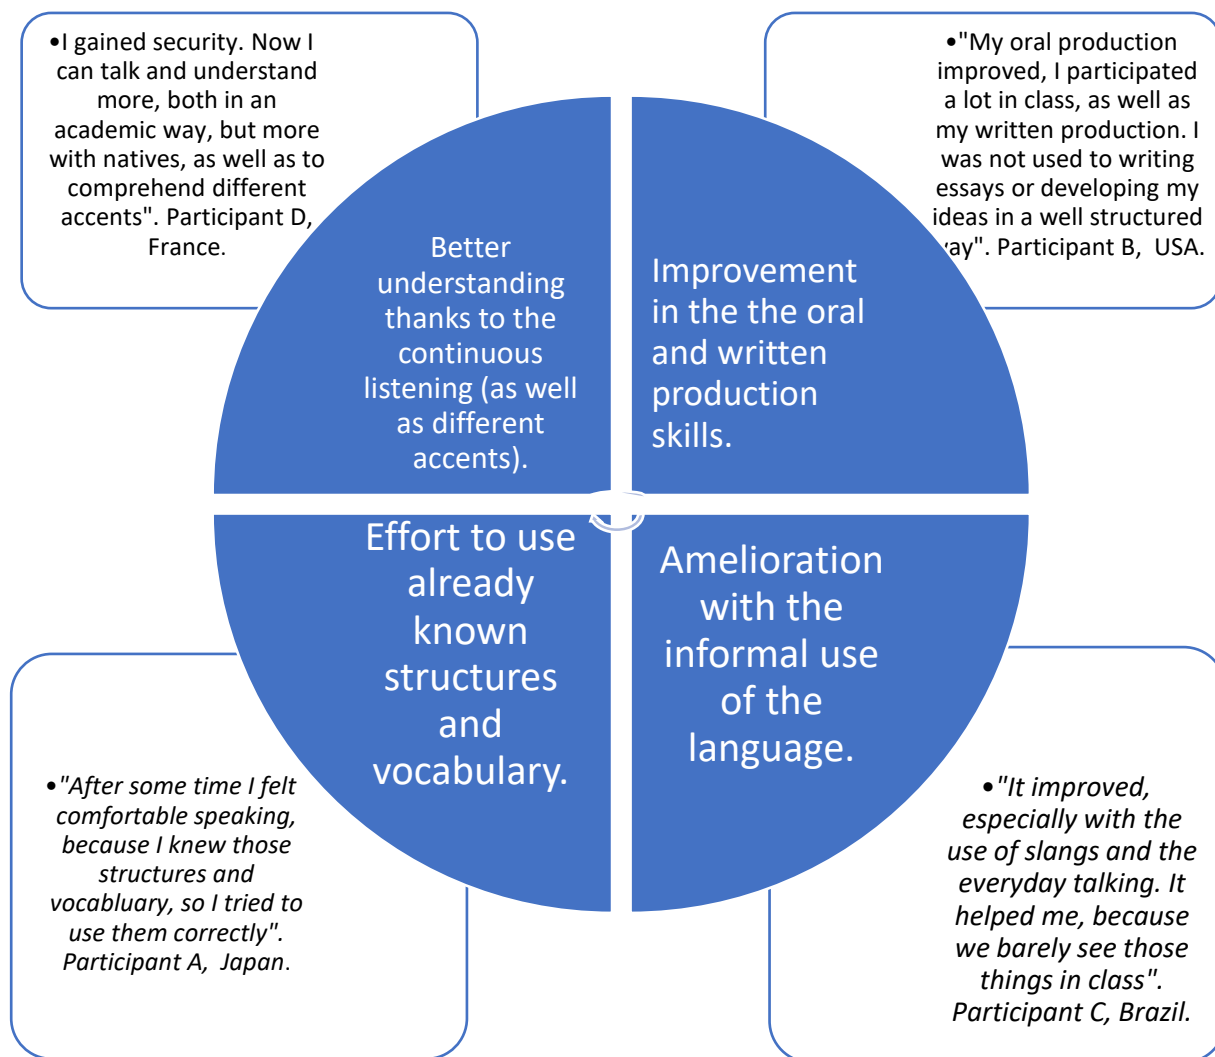 •I gained security. Now I
can talk and understand
more, both in an
academic way, but more
with natives, as well as to
comprehend different
accents". Participant D,
France.
•"My oral production
improved, I participated
a lot in class, as well as
my written production. I
was not used to writing
essays or developing my
ideas in a well structured
way". Participant B, USA.
Better
understanding
thanks to the
continuous
listening (as well
as different
accents).
Improvement
in the the oral
and written
production
skills.
Effort to use
already
known
structures
and
vocabulary.
Amelioration
with the
informal use
of the
language.
•"After some time I felt
comfortable speaking,
because I knew those
structures and
vocabluary, so I tried to
use them correctly".
Participant A, Japan.
•"It improved,
especially with the
use of slangs and the
everyday talking. It
helped me, because
we barely see those
things in class".
Participant C, Brazil.